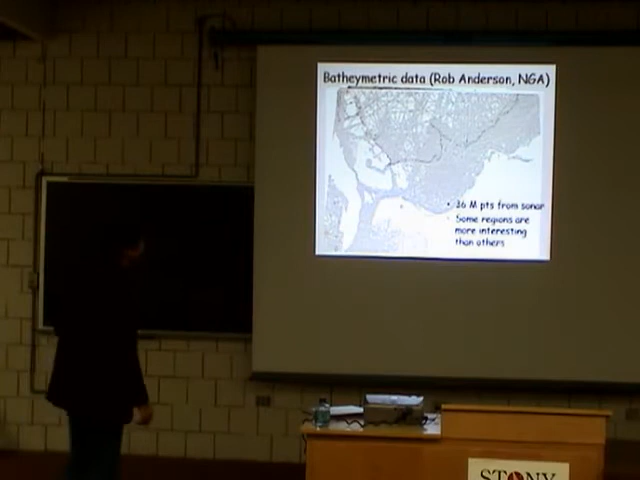 Batheymetric data (Rob Anderson, NGA)
• 36 M pts from sonar
Some regions are
more interesting
than others
STONY